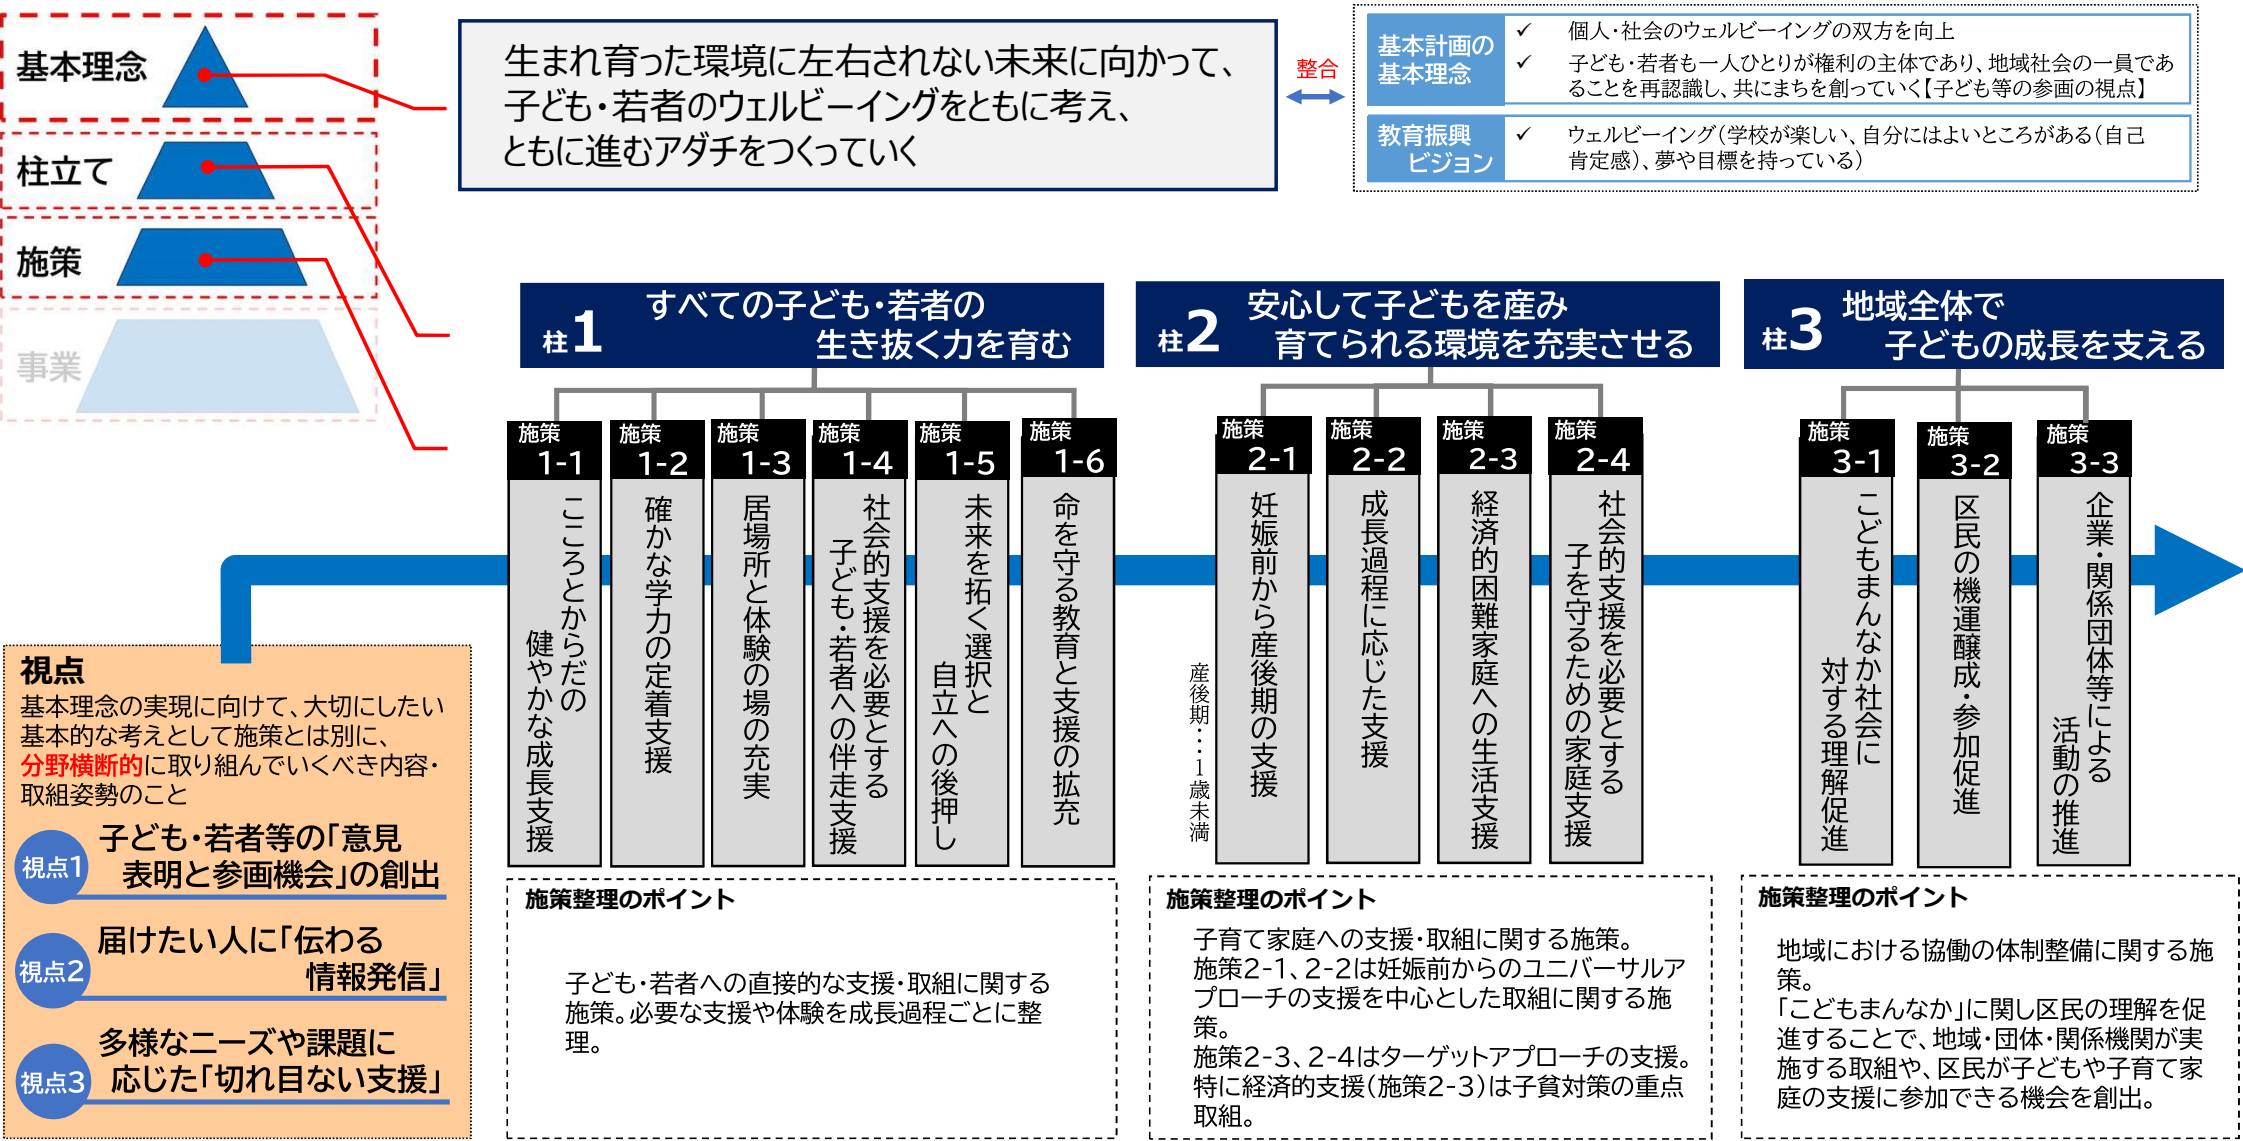 基本理念
柱立て
施策
事業
生まれ育った環境に左右されない未来に向かって、
子ども・若者のウェルビーイングをともに考え、
ともに進むアダチをつくっていく
整合
基本計画の
基本理念
✓ 個人・社会のウェルビーイングの双方を向上
✓ 子ども・若者も一人ひとりが権利の主体であり、地域社会の一員であ
ることを再認識し、共にまちを創っていく【子ども等の参画の視点】
教育振興
ビジョン
✓ ウェルビーイング（学校が楽しい、自分にはよいところがある（自己
肯定感）、夢や目標を持っている）
柱1
すべての子ども・若者の
生き抜く力を育む
施策
1-1
こころとからだの
健やかな成長支援
施策
1-2
確かな学力の定着支援
施策
1-3
居場所と体験の場の充実
施策
1-4
社会的支援を必要とする
子ども・若者への伴走支援
施策
1-5
未来を拓く選択と
自立への後押し
施策
1-6
命を守る教育と支援の拡充
柱2
安心して子どもを産み
育てられる環境を充実させる
施策
2-1
妊娠前から産後期の支援
産後期…1歳未満
施策
2-2
成長過程に応じた支援
施策
2-3
経済的困難家庭への生活支援
施策
2-4
社会的支援を必要とする
子を守るための家庭支援
柱3
地域全体で
子どもの成長を支える
施策
3-1
こどもまんなか社会に
対する理解促進
施策
3-2
区民の機運醸成・参加促進
施策
3-3
企業・関係団体等による
活動の推進
視点
基本理念の実現に向けて、大切にしたい
基本的な考えとして施策とは別に、
分野横断的に取り組んでいくべき内容・
取組姿勢のこと
視点1
子ども・若者等の「意見
表明と参画機会」の創出
視点2
届けたい人に「伝わる
情報発信」
視点3
多様なニーズや課題に
応じた「切れ目ない支援」
施策整理のポイント
子ども・若者への直接的な支援・取組に関する
施策。必要な支援や体験を成長過程ごとに整
理。
施策整理のポイント
子育て家庭への支援・取組に関する施策。
施策2-1、2-2は妊娠前からのユニバーサルア
プローチの支援を中心とした取組に関する施
策。
施策2-3、2-4はターゲットアプローチの支援。
特に経済的支援（施策2-3）は子貧対策の重点
取組。
施策整理のポイント
地域における協働の体制整備に関する施
策。
「こどもまんなか」に関し区民の理解を促
進することで、地域・団体・関係機関が実
施する取組や、区民が子どもや子育て家
庭の支援に参加できる機会を創出。